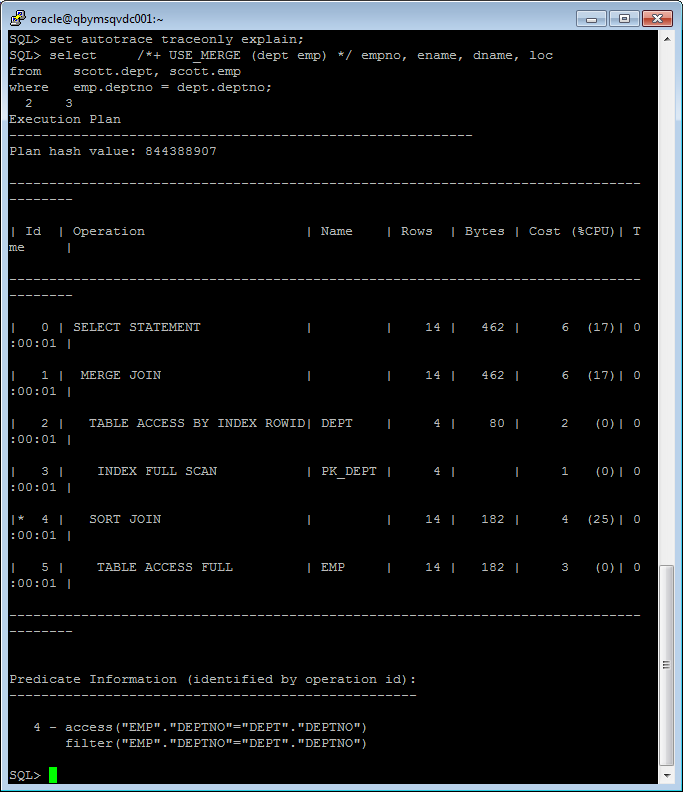 oracle@qbymsqvdc001:~
SQL> set autotrace traceonly explain;
SQL> select     /*+ USE_MERGE (dept emp) */ empno, ename, dname, loc
from    scott.dept, scott.emp
where   emp.deptno = dept.deptno;
  2    3
Execution Plan
----------------------------------------------------------
Plan hash value: 844388907

-------------------------------------------------------------------------------
--------

| Id  | Operation                    | Name    | Rows  | Bytes | Cost (%CPU)| T
me     |

-------------------------------------------------------------------------------
--------

|   0 | SELECT STATEMENT             |         |    14 |   462 |     6  (17)| 0
:00:01 |

|   1 |  MERGE JOIN                  |         |    14 |   462 |     6  (17)| 0
:00:01 |

|   2 |   TABLE ACCESS BY INDEX ROWID| DEPT    |     4 |    80 |     2   (0)| 0
:00:01 |

|   3 |    INDEX FULL SCAN           | PK_DEPT |     4 |       |     1   (0)| 0
:00:01 |

|*  4 |   SORT JOIN                  |         |    14 |   182 |     4  (25)| 0
:00:01 |

|   5 |    TABLE ACCESS FULL         | EMP     |    14 |   182 |     3   (0)| 0
:00:01 |

-------------------------------------------------------------------------------
--------


Predicate Information (identified by operation id):
---------------------------------------------------

   4 - access("EMP"."DEPTNO"="DEPT"."DEPTNO")
       filter("EMP"."DEPTNO"="DEPT"."DEPTNO")

SQL>